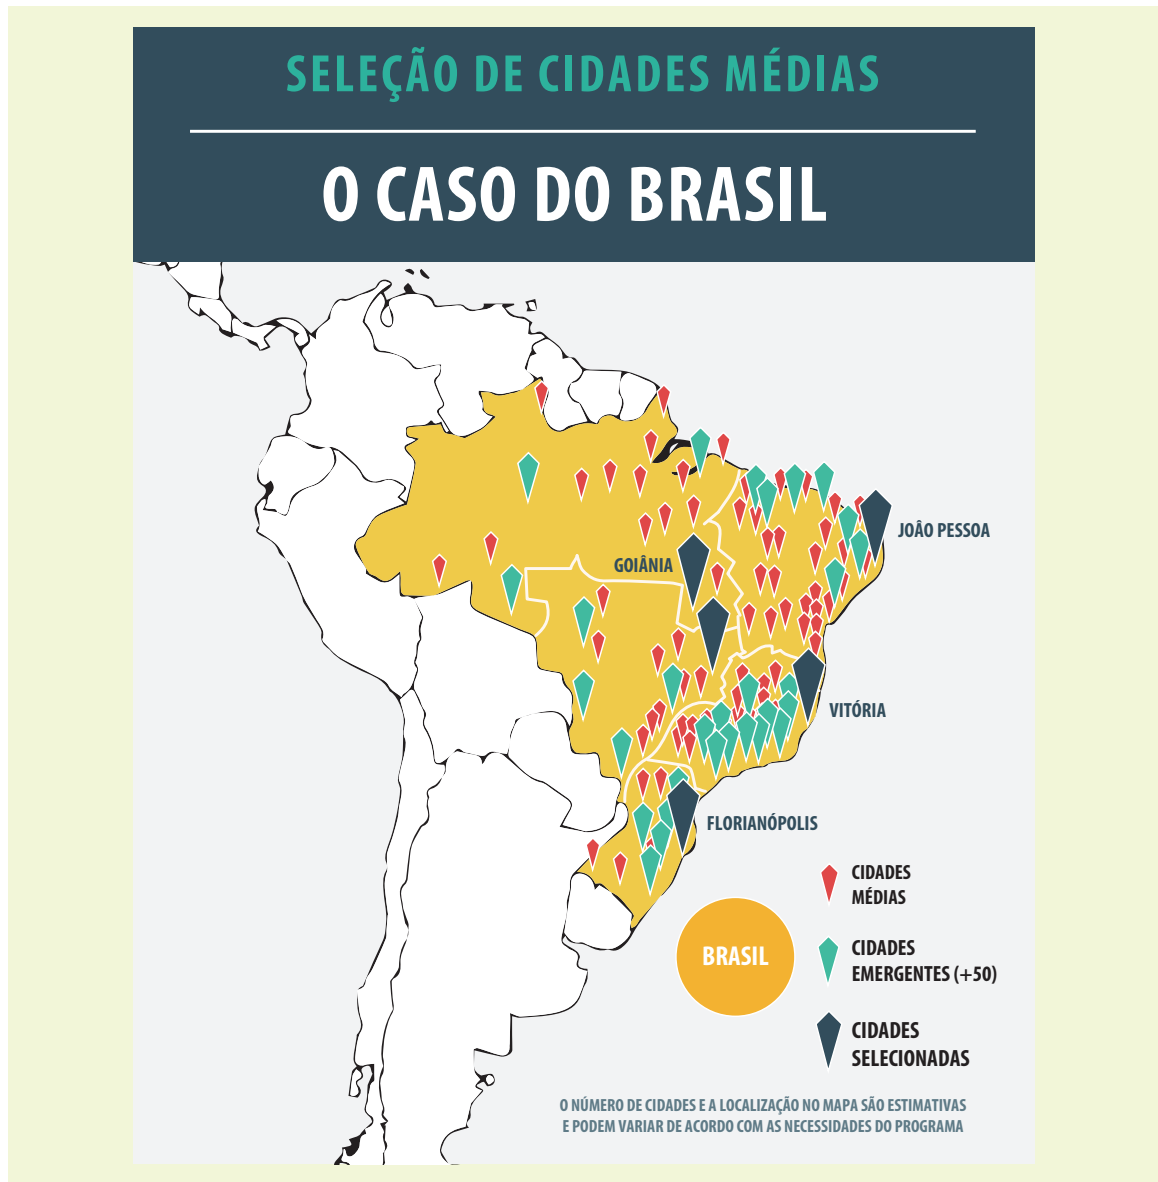 SELEÇÃO DE CIDADES MÉDIAS
O CASO DO BRASIL
JOÂO PESSOA
GOIÂNIA
VITÓRIA
FLORIANÓPOLIS
CIDADES
MÉDIAS
BRASIL
CIDADES
EMERGENTES (+50)
CIDADES
SELECIONADAS
O NÚMERO DE CIDADES E A LOCALIZAÇÃO NO MAPA SÃO ESTIMATIVAS
E PODEM VARIAR DE ACORDO COM AS NECESSIDADES DO PROGRAMA